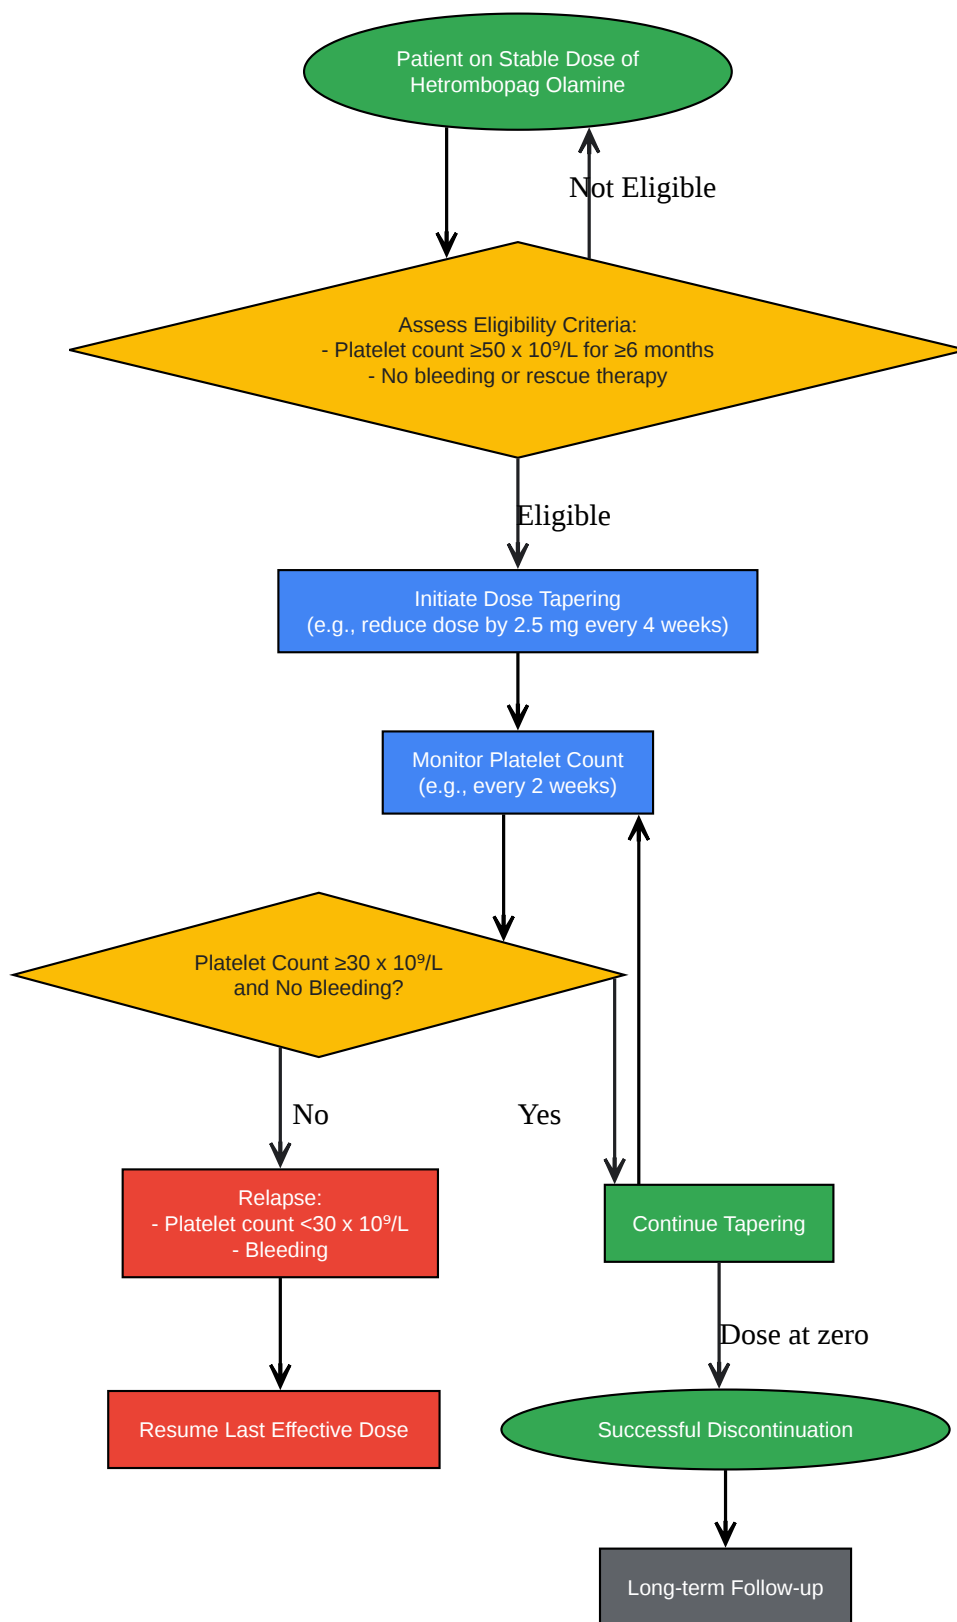 Patient on Stable Dose of
Hetrombopag Olamine
Not Eligible
Assess Eligibility Criteria:
- Platelet count ≥50 x 10⁹/L for ≥6 months
- No bleeding or rescue therapy
Eligible
Initiate Dose Tapering
(e.g., reduce dose by 2.5 mg every 4 weeks)
Monitor Platelet Count
(e.g., every 2 weeks)
Platelet Count ≥30 x 10⁹/L
and No Bleeding?
No
Yes
Relapse:
- Platelet count <30 x 10⁹/L
- Bleeding
Continue Tapering
Dose at zero
Resume Last Effective Dose
Successful Discontinuation
Long-term Follow-up